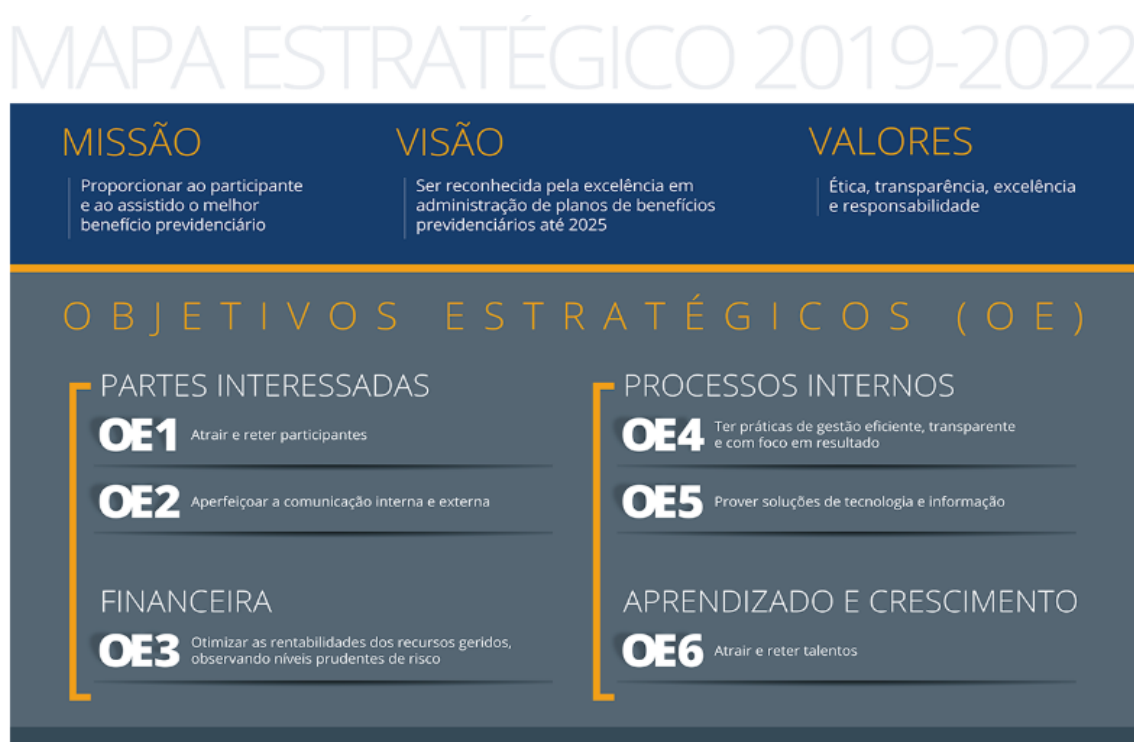 MAPA ESTRATÉGICO 2019-2022
MISSÃO
Proporcionar ao participante
e ao assistido o melhor
benefício previdenciário
VISÃO
Ser reconhecida pela excelência em
administração de planos de benefícios
previdenciários até 2025
VALORES
Ética, transparência, excelência
e responsabilidade
OBJETIVOS ESTRATÉGICOS (OE)
PARTES INTERESSADAS
OE1 Atrair e reter participantes
OE2 Aperfeiçoar a comunicação interna e externa
FINANCEIRA
OE3 Otimizar as rentabilidades dos recursos geridos,
observando níveis prudentes de risco
PROCESSOS INTERNOS
OE4 Ter práticas de gestão eficiente, transparente
e com foco em resultado
OE5 Prover soluções de tecnologia e informação
APRENDIZADO E CRESCIMENTO
OE6 Atrair e reter talentos